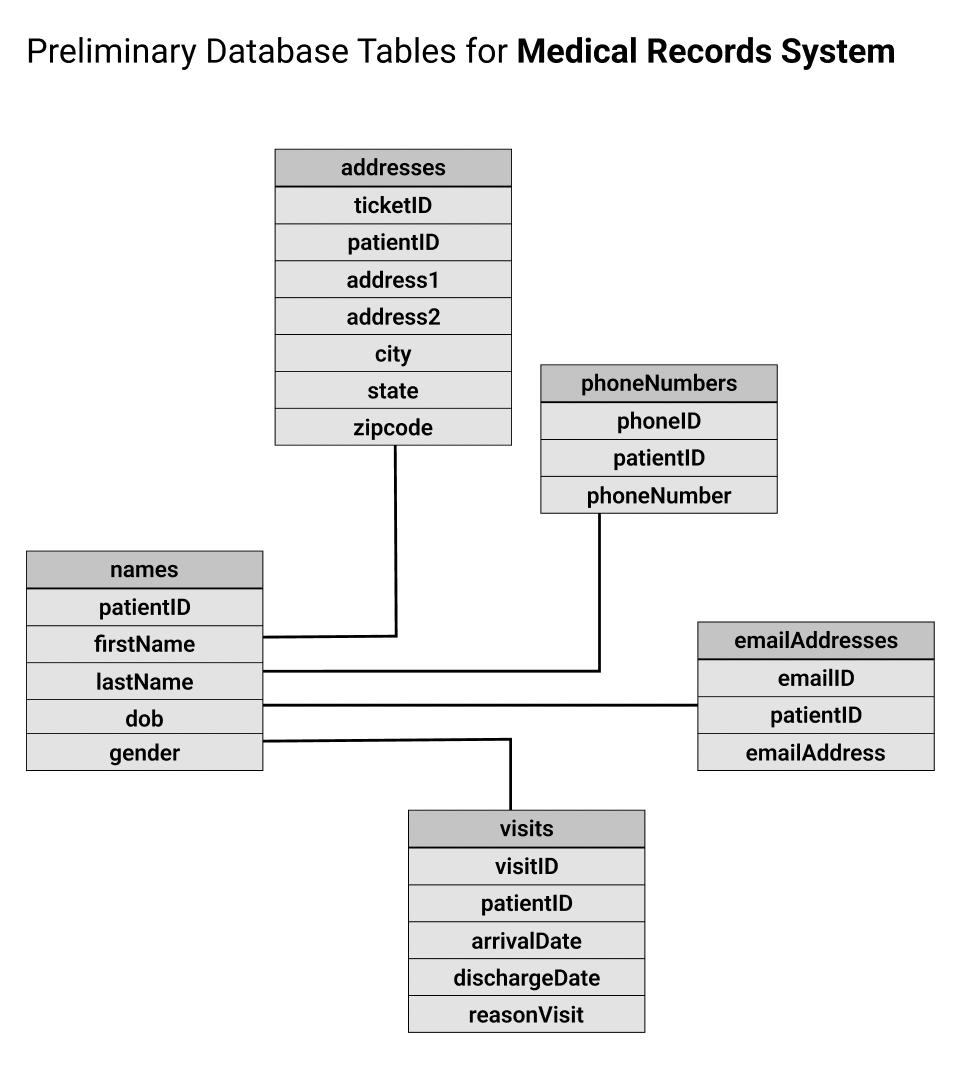 Preliminary Database Tables for Medical Records System
addresses
ticketID
patientID
address1
address2
city
state
zipcode
phoneNumbers
phoneID
patientID
phoneNumber
names
patientID
firstName
lastName
dob
gender
emailAddresses
emailID
patientID
emailAddress
visits
visitID
patientID
arrivalDate
dischargeDate
reasonVisit